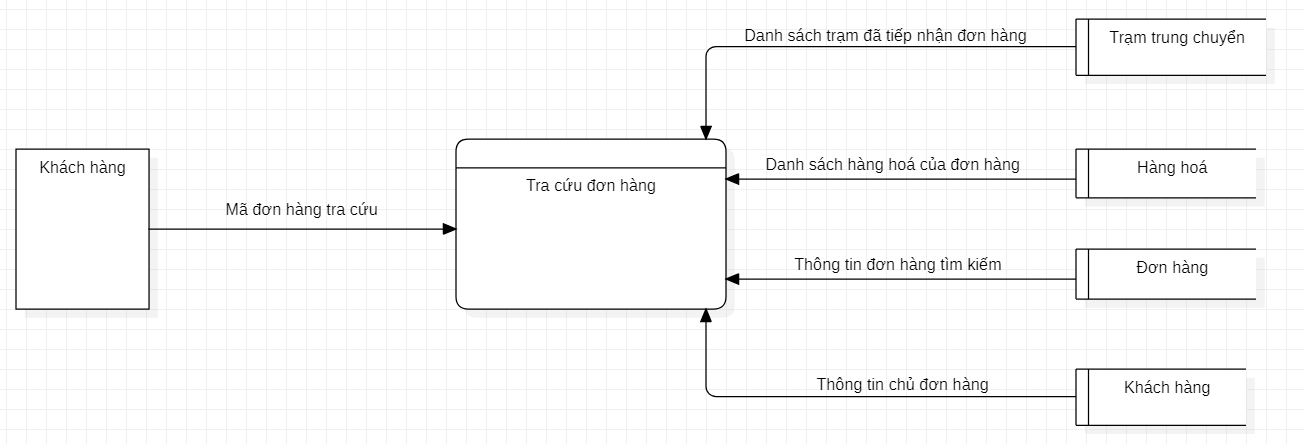 Danh sách trạm đã tiếp nhận đơn hàng
Trạm trung chuyển
Khách hàng
Mã đơn hàng tra cứu
Tra cứu đơn hàng
Danh sách hàng hoá của đơn hàng
Hàng hoá
Thông tin đơn hàng tìm kiếm
Đơn hàng
Thông tin chủ đơn hàng
Khách hàng